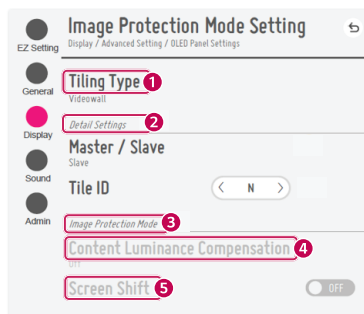 Image Protection Mode Setting
Display / Advanced Setting / OLED Panel Settings
EZ Setting
General
Display
Sound
Admin
Tiling Type 1
Videowall
Detail Settings 2
Master / Slave
Slave
Tile ID
< N >
Image Protection Mode 3
Content Luminance Compensation 4
Off
Screen Shift 5
OFF